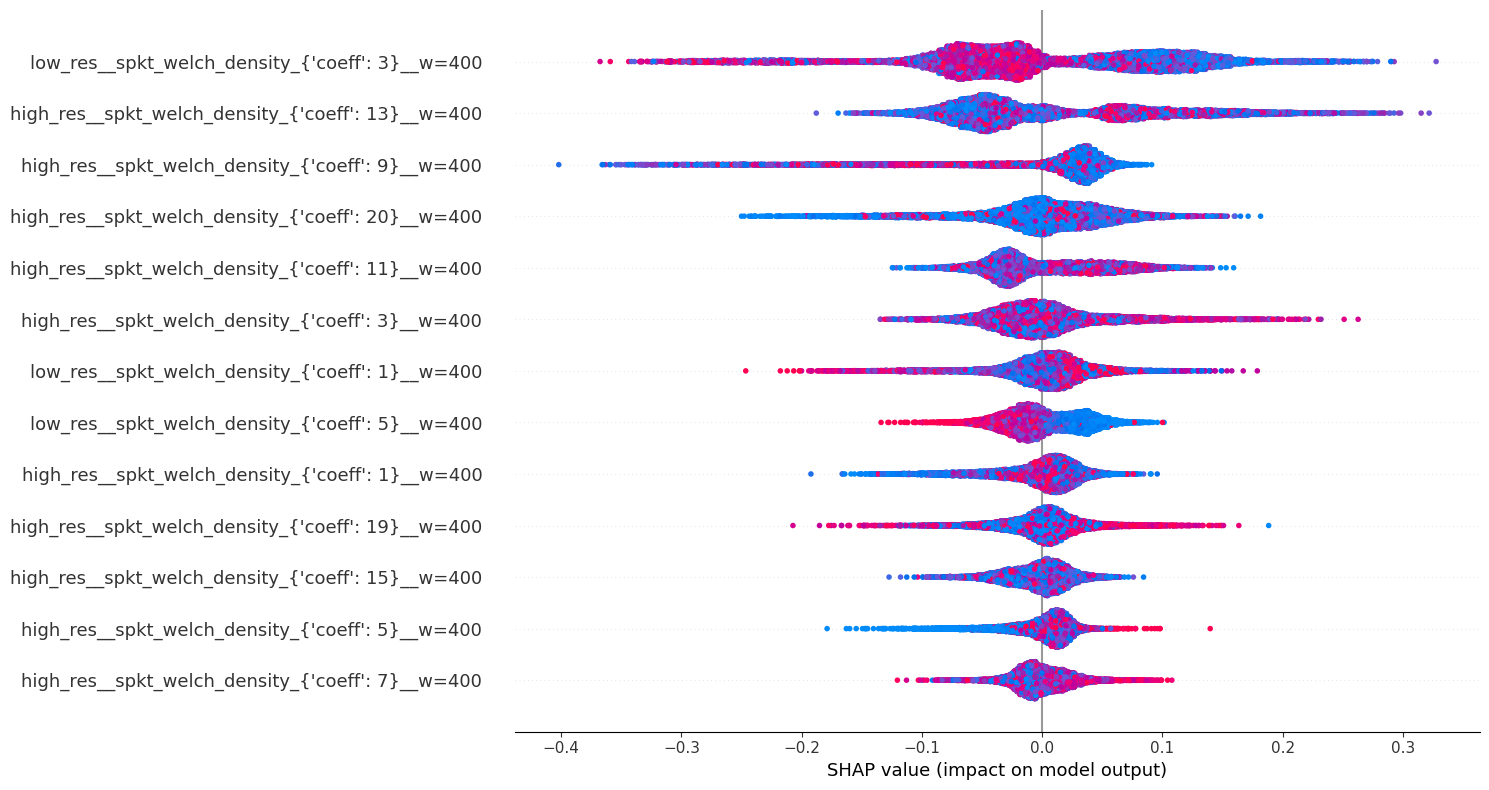 low_res__spkt_welch_density_{'coeff': 3}__w=400
high_res__spkt_welch_density_{'coeff': 13}__w=400
high_res__spkt_welch_density_{'coeff': 9}__w=400
high_res__spkt_welch_density_{'coeff': 20}__w=400
high_res__spkt_welch_density_{'coeff': 11}__w=400
high_res__spkt_welch_density_{'coeff': 3}__w=400
low_res__spkt_welch_density_{'coeff': 1}__w=400
low_res__spkt_welch_density_{'coeff': 5}__w=400
high_res__spkt_welch_density_{'coeff': 1}__w=400
high_res__spkt_welch_density_{'coeff': 19}__w=400
high_res__spkt_welch_density_{'coeff': 15}__w=400
high_res__spkt_welch_density_{'coeff': 5}__w=400
high_res__spkt_welch_density_{'coeff': 7}__w=400
−0.4 −0.3 −0.2 −0.1 0.0 0.1 0.2 0.3
SHAP value (impact on model output)